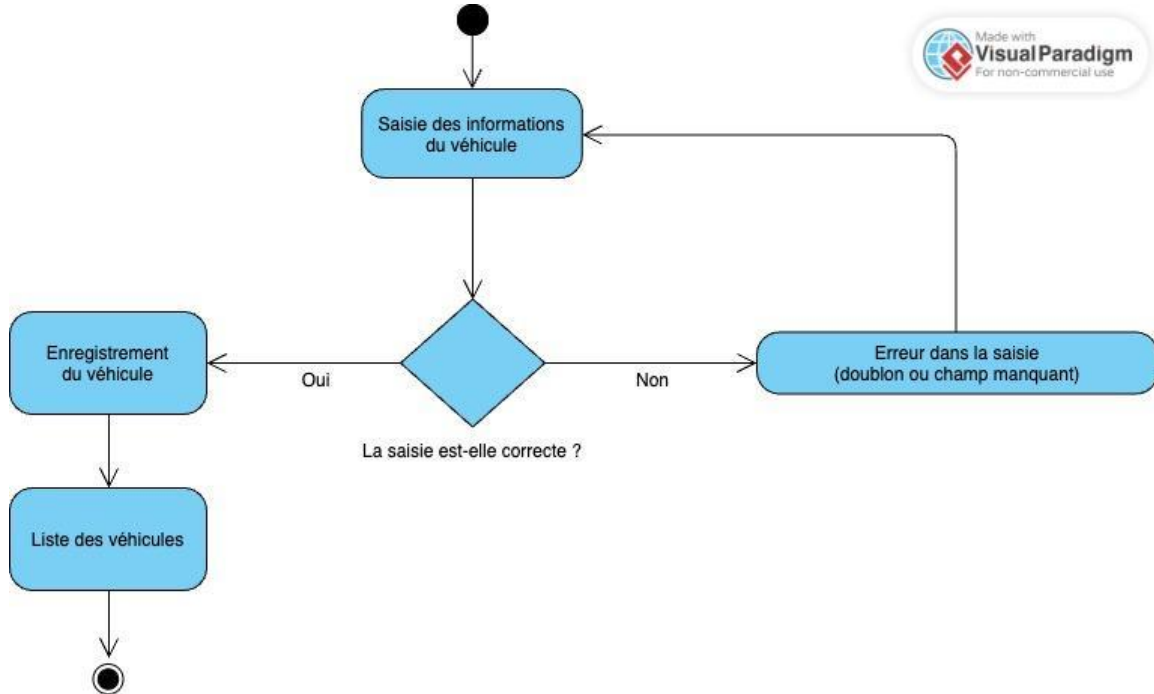 Made with
Visual Paradigm
For non-commercial use
Saisie des informations
du véhicule
Enregistrement
du véhicule
Oui
Non
Erreur dans la saisie
(doublon ou champ manquant)
La saisie est-elle correcte ?
Liste des véhicules